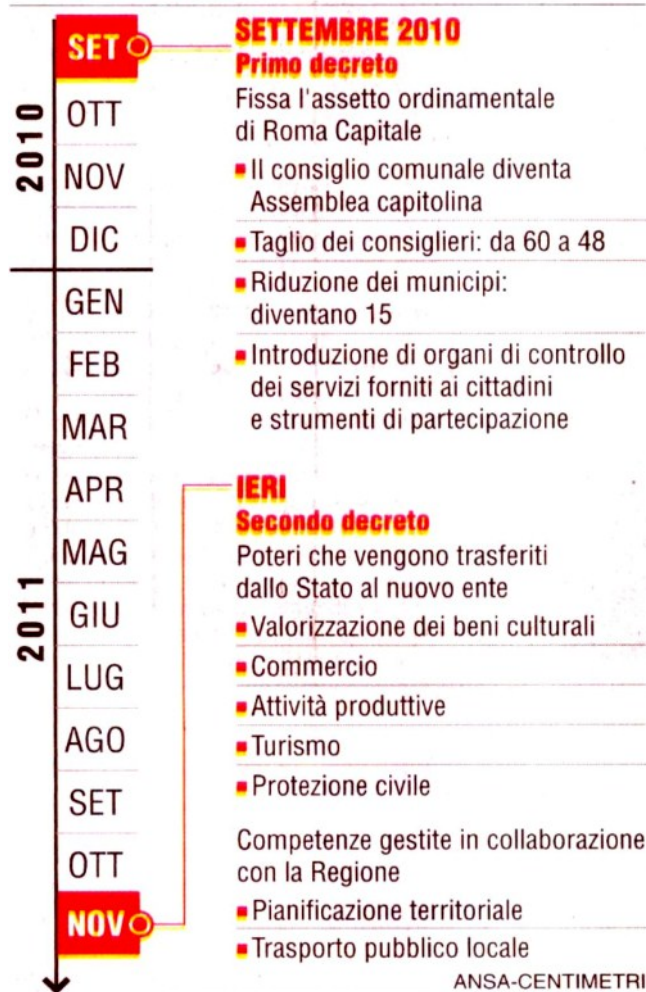 SET
OTT
NOV
DIC
GEN
FEB
MAR
APR
MAG
GIU
LUG
AGO
SET
OTT
NOV
2010
2011
SETTEMBRE 2010
Primo decreto
Fissa l'assetto ordinamentale
di Roma Capitale
Il consiglio comunale diventa
Assemblea capitolina
Taglio dei consiglieri: da 60 a 48
Riduzione dei municipi:
diventano 15
Introduzione di organi di controllo
dei servizi forniti ai cittadini
e strumenti di partecipazione
IERI
Secondo decreto
Poteri che vengono trasferiti
dallo Stato al nuovo ente
Valorizzazione dei beni culturali
Commercio
Attività produttive
Turismo
Protezione civile
Competenze gestite in collaborazione
con la Regione
Pianificazione territoriale
Trasporto pubblico locale
ANSA-CENTIMETRI